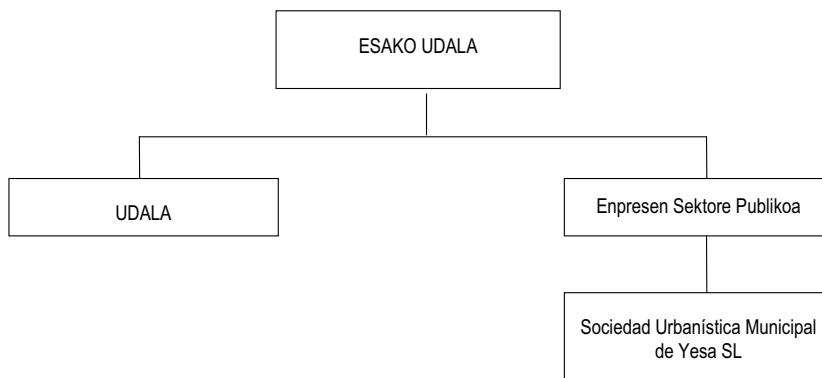 ESAKO UDALA
UDALA
Enpresen Sektore Publikoa
Sociedad Urbanística Municipal
de Yesa SL